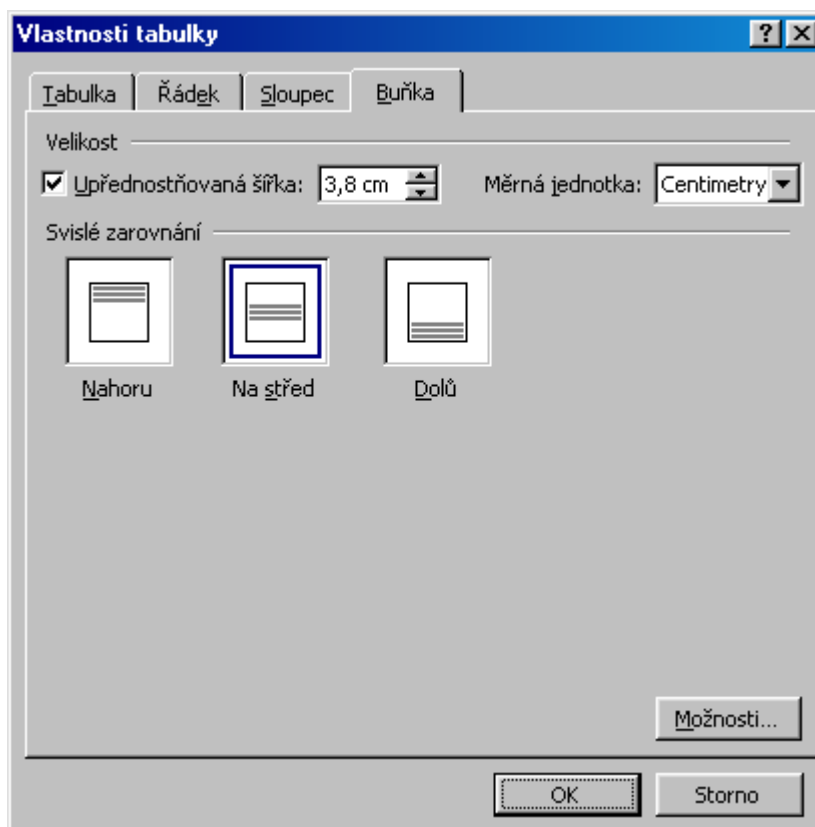 Vlastnosti tabulky
Tabulka Řádek Sloupec Buňka
Velikost
Upřednostňovaná šířka: 3,8 cm Měrná jednotka: Centimetry
Svislé zarovnání
Nahoru Na střed Dolů
Možnosti...
OK Storno